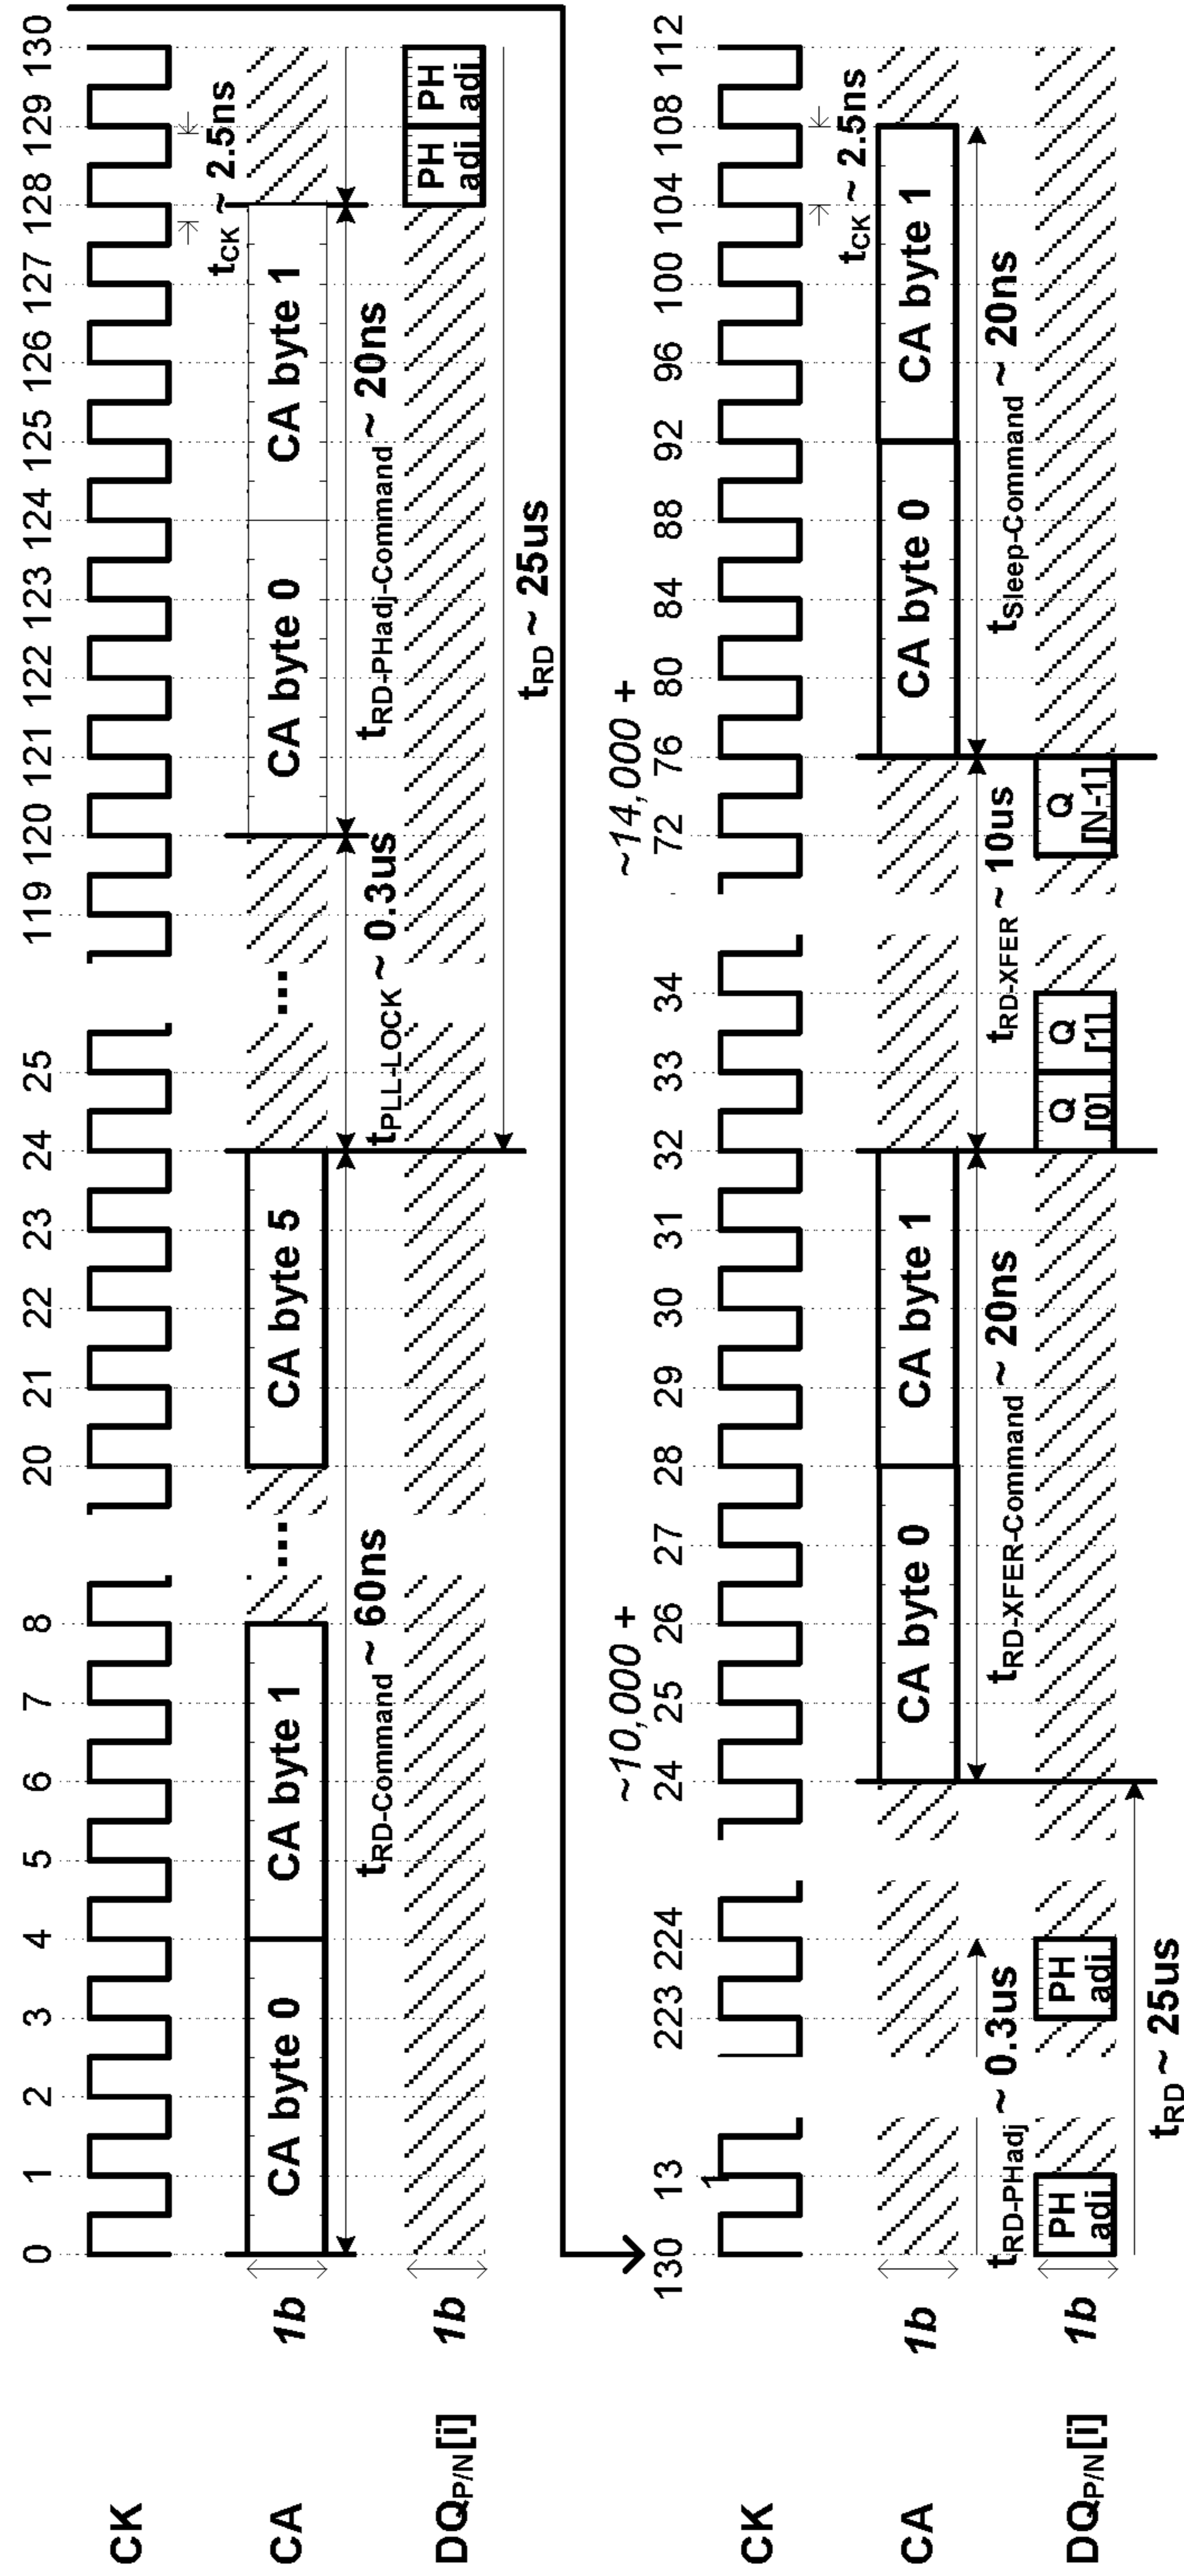 0 1 2 3 4 5 6 7 8 20 21 22 23 24 25 119 120 121 122 123 124 125 126 127 128 129 130
CK
tCK ~ 2.5ns
1b
CA
CA byte 0 CA byte 1 ... CA byte 5 ... CA byte 0 CA byte 1
tRD-Command ~ 60ns
tPLL-LOCK ~ 0.3us
tRD-PHadj-Command ~ 20ns
1b
DQP/N[i]
PH adj PH adj
tRD ~ 25us
~10,000 +
~14,000 +
130 13
1
223 224 24 25 26 27 28 29 30 31 32 33 34 72 76 80 84 88 92 96 100 104 108 112
CK
tCK ~ 2.5ns
1b
CA
CA byte 0 CA byte 1 CA byte 0 CA byte 1
tRD-PHadj ~ 0.3us
tRD-XFER-Command ~ 20ns
tRD-XFER ~ 10us
tSleep-Command ~ 20ns
1b
DQP/N[i]
PH adj PH adj Q [0] Q [1] Q [N-1]
tRD ~ 25us